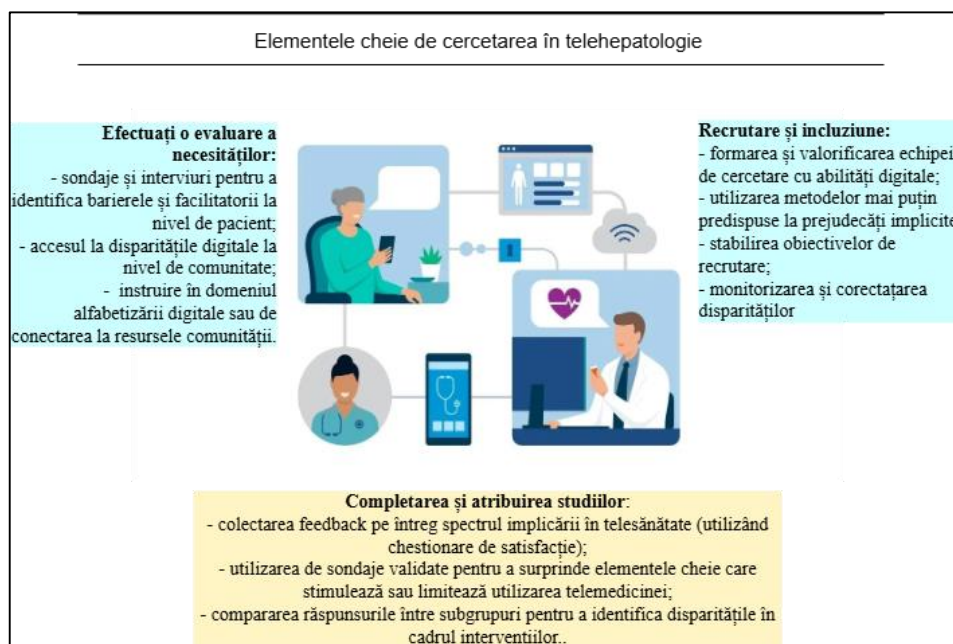 Elementele cheie de cercetarea în telehepatologie
Efectuați o evaluare a
necesităților:
- sondaje și interviuri pentru a
identifica barierele și facilitatorii la
nivel de pacient;
- accesul la disparitățile digitale la
nivel de comunitate;
- instruire în domeniul
alfabetizării digitale sau de
conectarea la resursele comunității.
Recrutare și incluziune:
- formarea și valorificarea echipei
de cercetare cu abilități digitale;
- utilizarea metodelor mai puțin
predispuse la prejudecăți implicite
- stabilirea obiectivelor de
recrutare;
- monitorizarea și corectatarea
disparităților
Completarea și atribuirea studiilor:
- colectarea feedback pe întreg spectrul implicării în telesănătate (utilizând
chestionare de satisfacție);
- utilizarea de sondaje validate pentru a surprinde elementele cheie care
stimulează sau limitează utilizarea telemedicinei;
- compararea răspunsurile între subgrupuri pentru a identifica disparitățile în
cadrul intervențiilor..